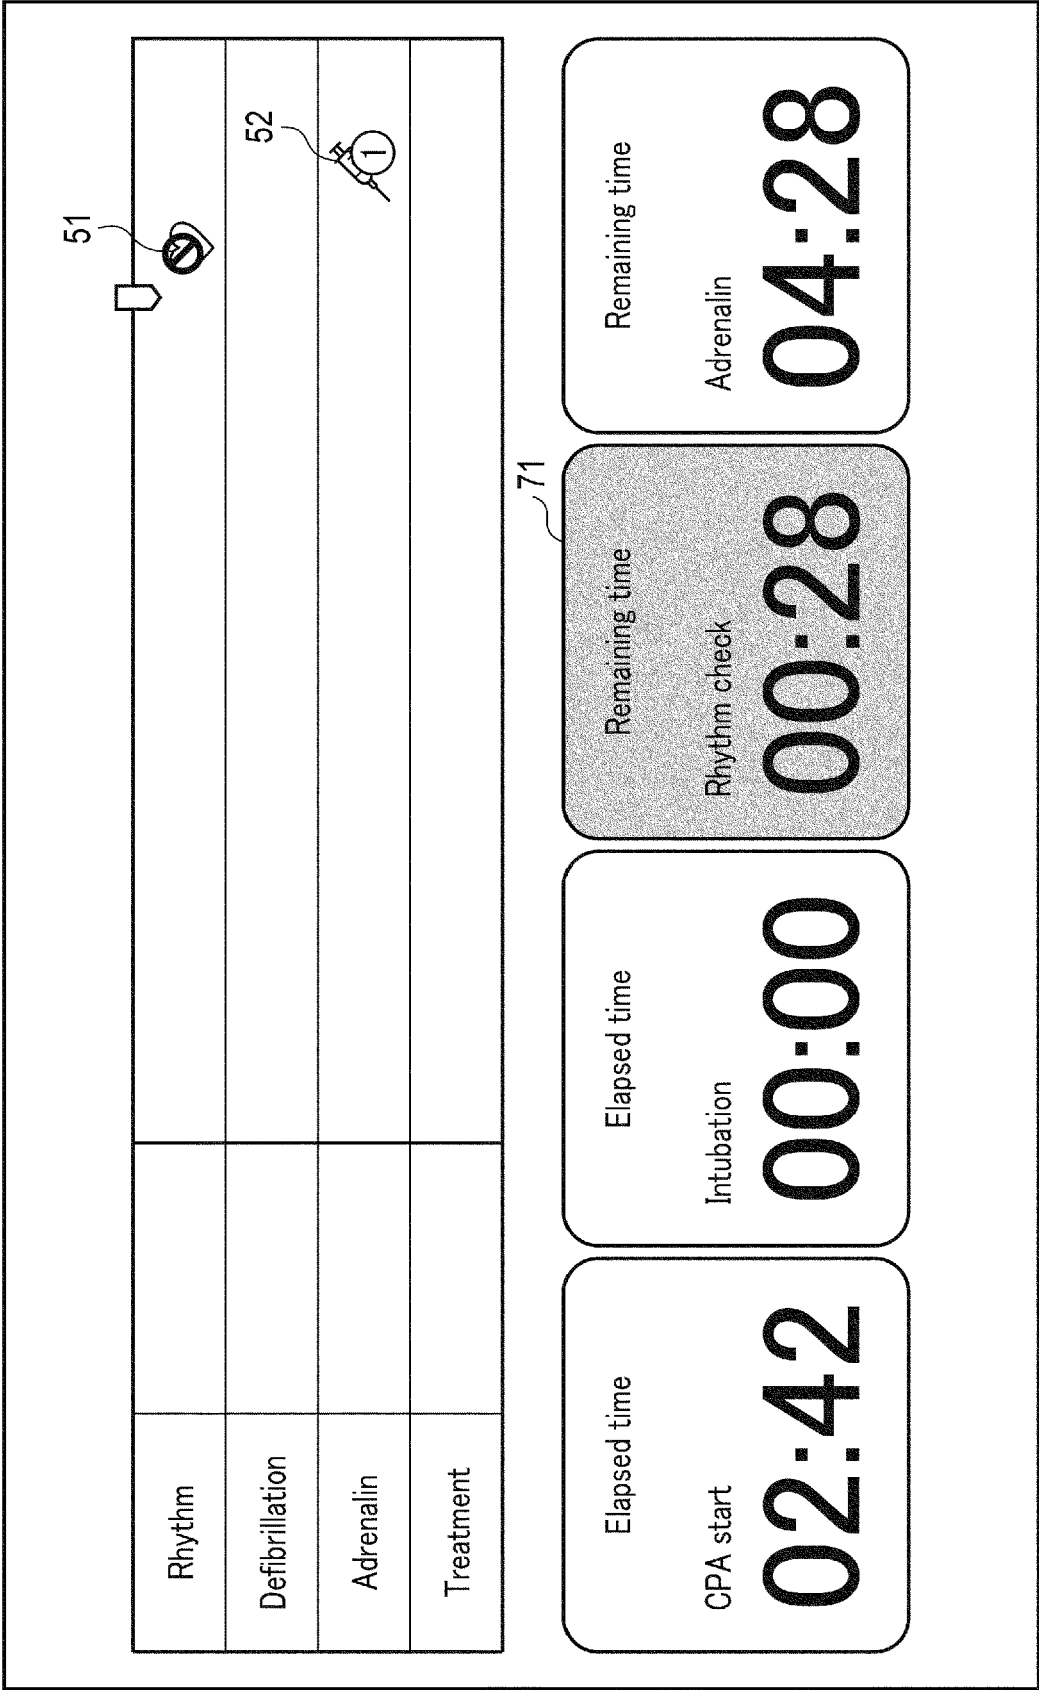 51
52
1
Rhythm
Defibrillation
Adrenalin
Treatment
71
Elapsed time
CPA start
02:42
Elapsed time
Intubation
00:00
Remaining time
Rhythm check
00:28
Remaining time
Adrenalin
04:28